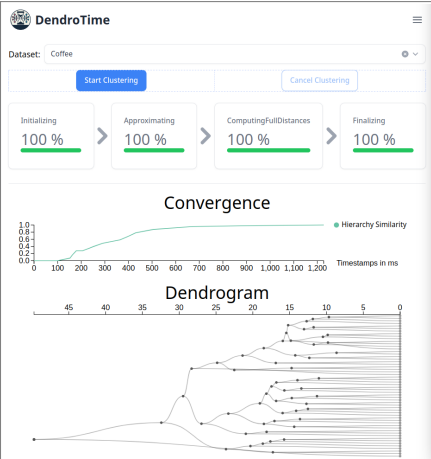 DendroTime
Dataset: Coffee
Start Clustering Cancel Clustering
Initializing Approximating ComputingFullDistances Finalizing
100 % 100 % 100 % 100 %
Convergence
1.0
0.8
0.6
0.4
0.2
0.0
Hierarchy Similarity
0 100 200 300 400 500 600 700 800 900 1,000 1,100 1,200
Timestamps in ms
Dendrogram
45 40 35 30 25 20 15 10 5 0